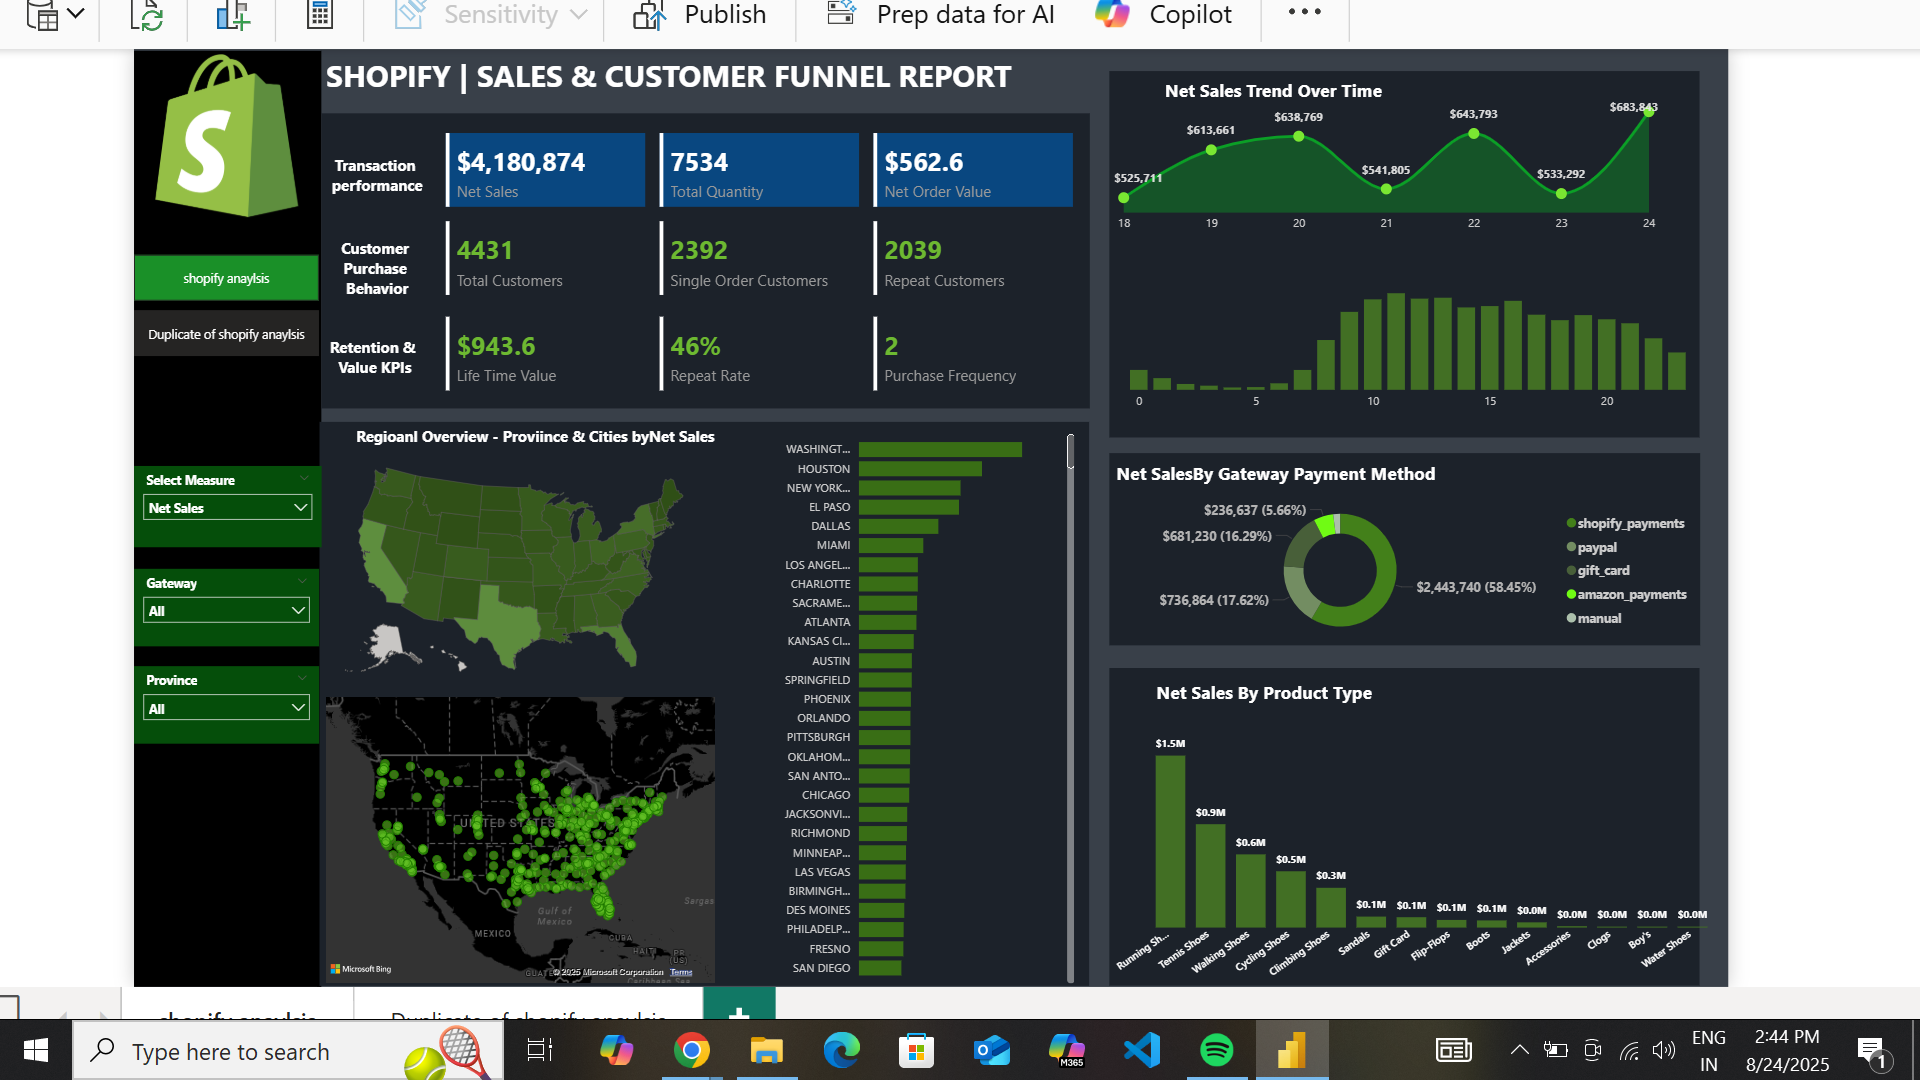 Sensitivity
Publish
Prep data for AI
Copilot
SHOPIFY | SALES & CUSTOMER FUNNEL REPORT
S
shopify anaylsis
Duplicate of shopify anaylsis
Select Measure
Net Sales
Gateway
All
Province
All
Transaction
performance
$4,180,874
Net Sales
7534
Total Quantity
$562.6
Net Order Value
Customer
Purchase
Behavior
4431
Total Customers
2392
Single Order Customers
2039
Repeat Customers
Retention &
Value KPIs
$943.6
Life Time Value
46%
Repeat Rate
2
Purchase Frequency
Regioanl Overview - Proviince & Cities byNet Sales
WASHINGT...
HOUSTON
NEW YORK...
EL PASO
DALLAS
MIAMI
LOS ANGEL...
CHARLOTTE
SACRAME...
ATLANTA
KANSAS CI...
AUSTIN
SPRINGFIELD
PHOENIX
ORLANDO
PITTSBURGH
OKLAHOM...
SAN ANTO...
CHICAGO
JACKSONVI...
RICHMOND
MINNEAP...
LAS VEGAS
BIRMINGH...
DES MOINES
PHILADELP...
FRESNO
SAN DIEGO
UNITED STATES
MEXICO
Gulf of
Mexico
CUBA
HAITI
PR
(US)
Sargas
Caribbean Sea
GUATE
Microsoft Bing
© 2025 Microsoft Corporation Terms
Net Sales Trend Over Time
$525,711
$613,661
$638,769
$541,805
$643,793
$533,292
$683,843
18 19 20 21 22 23 24
0 5 10 15 20
Net SalesBy Gateway Payment Method
$236,637 (5.66%)
$681,230 (16.29%)
$736,864 (17.62%)
$2,443,740 (58.45%)
shopify_payments
paypal
gift_card
amazon_payments
manual
Net Sales By Product Type
$1.5M
$0.9M
$0.6M
$0.5M
$0.3M
$0.1M
$0.1M
$0.1M
$0.1M
$0.0M
$0.0M
$0.0M
$0.0M
$0.0M
Running Sh...
Tennis Shoes
Walking Shoes
Cycling Shoes
Climbing Shoes
Sandals
Gift Card
Flip-Flops
Boots
Jackets
Accessories
Clogs
Boy's
Water Shoes
shopify anaylsis
Duplicate of shopify anaylsis
+
Type here to search
M365
ENG
IN
2:44 PM
8/24/2025
1